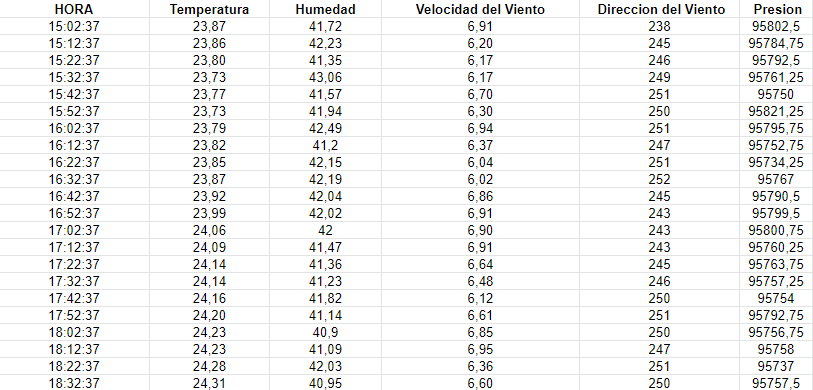 HORA Temperatura Humedad Velocidad del Viento Direccion del Viento Presion
15:02:37 23,87 41,72 6,91 238 95802,5
15:12:37 23,86 42,23 6,20 245 95784,75
15:22:37 23,80 41,35 6,17 246 95792,5
15:32:37 23,73 43,06 6,17 249 95761,25
15:42:37 23,77 41,57 6,70 251 95750
15:52:37 23,73 41,94 6,30 250 95821,25
16:02:37 23,79 42,49 6,94 251 95795,75
16:12:37 23,82 41,2 6,37 247 95752,75
16:22:37 23,85 42,15 6,04 251 95734,25
16:32:37 23,87 42,19 6,02 252 95767
16:42:37 23,92 42,04 6,86 245 95790,5
16:52:37 23,99 42,02 6,91 243 95799,5
17:02:37 24,06 42 6,90 243 95800,75
17:12:37 24,09 41,47 6,91 243 95760,25
17:22:37 24,14 41,36 6,64 245 95763,75
17:32:37 24,14 41,23 6,48 246 95757,25
17:42:37 24,16 41,82 6,12 250 95754
17:52:37 24,20 41,14 6,61 251 95792,75
18:02:37 24,23 40,9 6,85 250 95756,75
18:12:37 24,23 41,09 6,95 247 95758
18:22:37 24,28 42,03 6,36 251 95737
18:32:37 24,31 40,95 6,60 250 95757,5